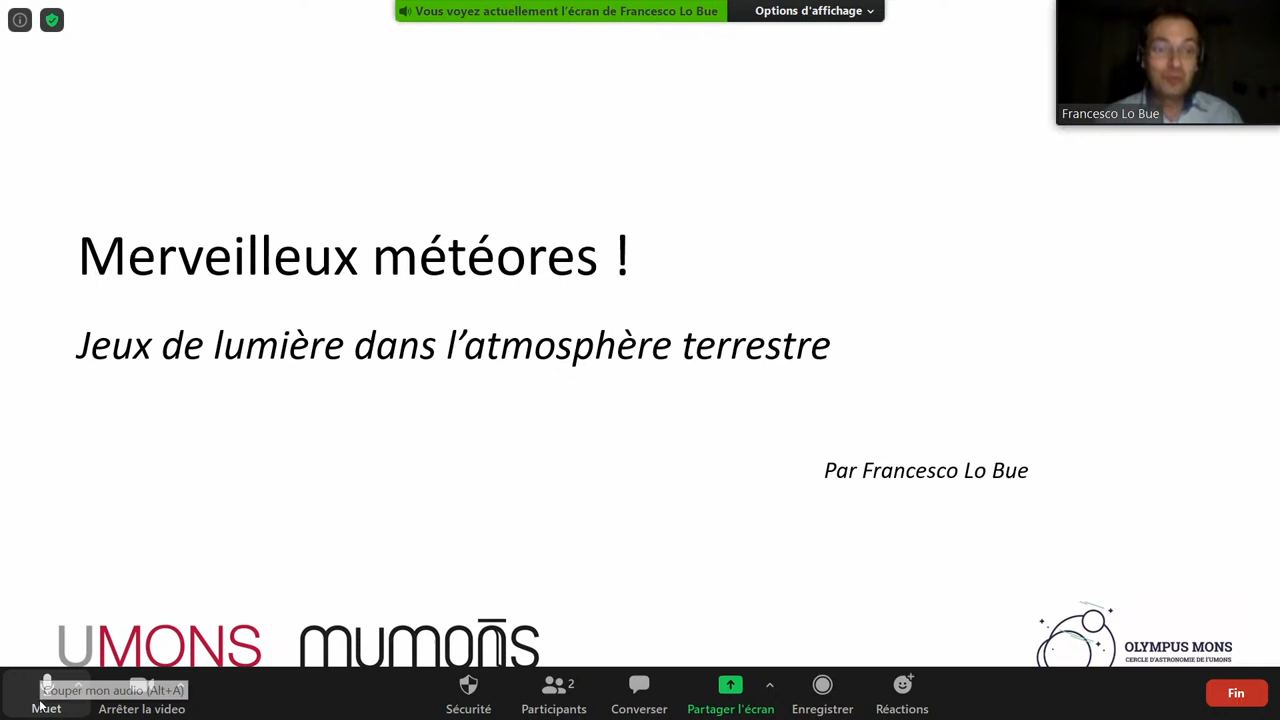 Vous voyez actuellement l'écran de Francesco Lo Bue
Options d'affichage
Francesco Lo Bue
Merveilleux météores !
Jeux de lumière dans l'atmosphère terrestre
Par Francesco Lo Bue
UMONS
mumons
OLYMPUS MONS
CERCLE D'ASTRONOMIE DE l'UMONS
Couper mon audio (Alt+A)
Muet
Arrêter la video
Sécurité
Participants
2
Converser
Partager l'écran
Enregistrer
Réactions
Fin